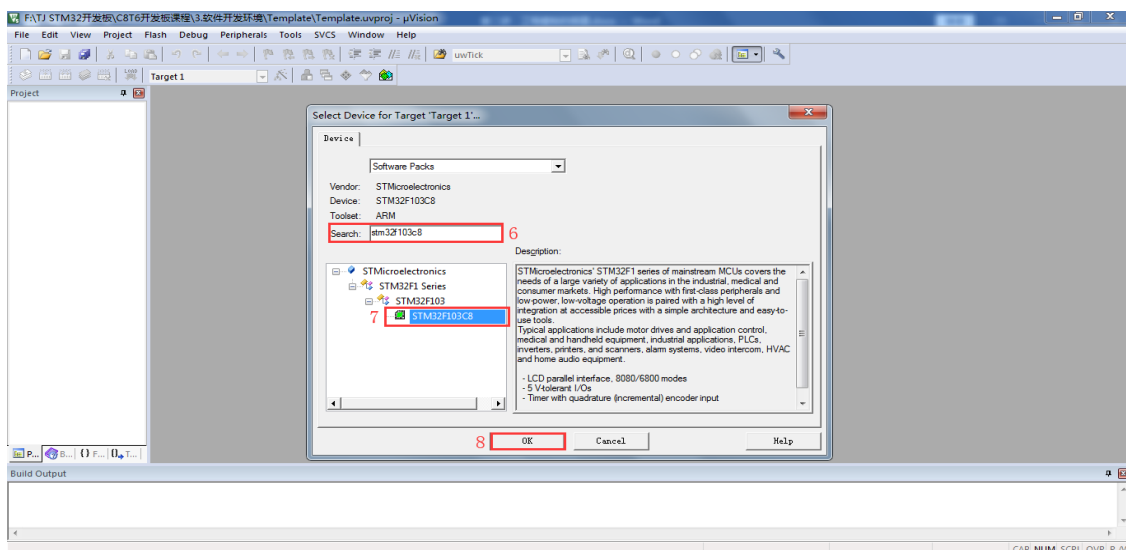 F:\TJ STM32开发板\C8T6开发板课程\3.软件开发环境\Template\Template.uvproj - µVision
File Edit View Project Flash Debug Peripherals Tools SVCS Window Help
uwTick
Target 1
Project
Select Device for Target 'Target 1'...
Device
Software Packs
Vendor: STMicroelectronics
Device: STM32F103C8
Toolset: ARM
Search: stm32f103c8 6
Description:
STMicroelectronics
STM32F1 Series
STM32F103
7 STM32F103C8
STMicroelectronics' STM32F1 series of mainstream MCUs covers the
needs of a large variety of applications in the industrial, medical and
consumer markets. High performance with first-class peripherals and
low-power, low-voltage operation is paired with a high level of
integration at accessible prices with a simple architecture and easy-to-
use tools.
Typical applications include motor drives and application control,
medical and handheld equipment, industrial applications, PLCs,
inverters, printers, and scanners, alarm systems, video intercom, HVAC
and home audio equipment.
- LCD parallel interface, 8080/6800 modes
- 5 V-tolerant I/Os
- Timer with quadrature (incremental) encoder input
8 OK Cancel Help
P... B... {} F... 0 T...
Build Output
CAP NUM SCRL OVR R/W